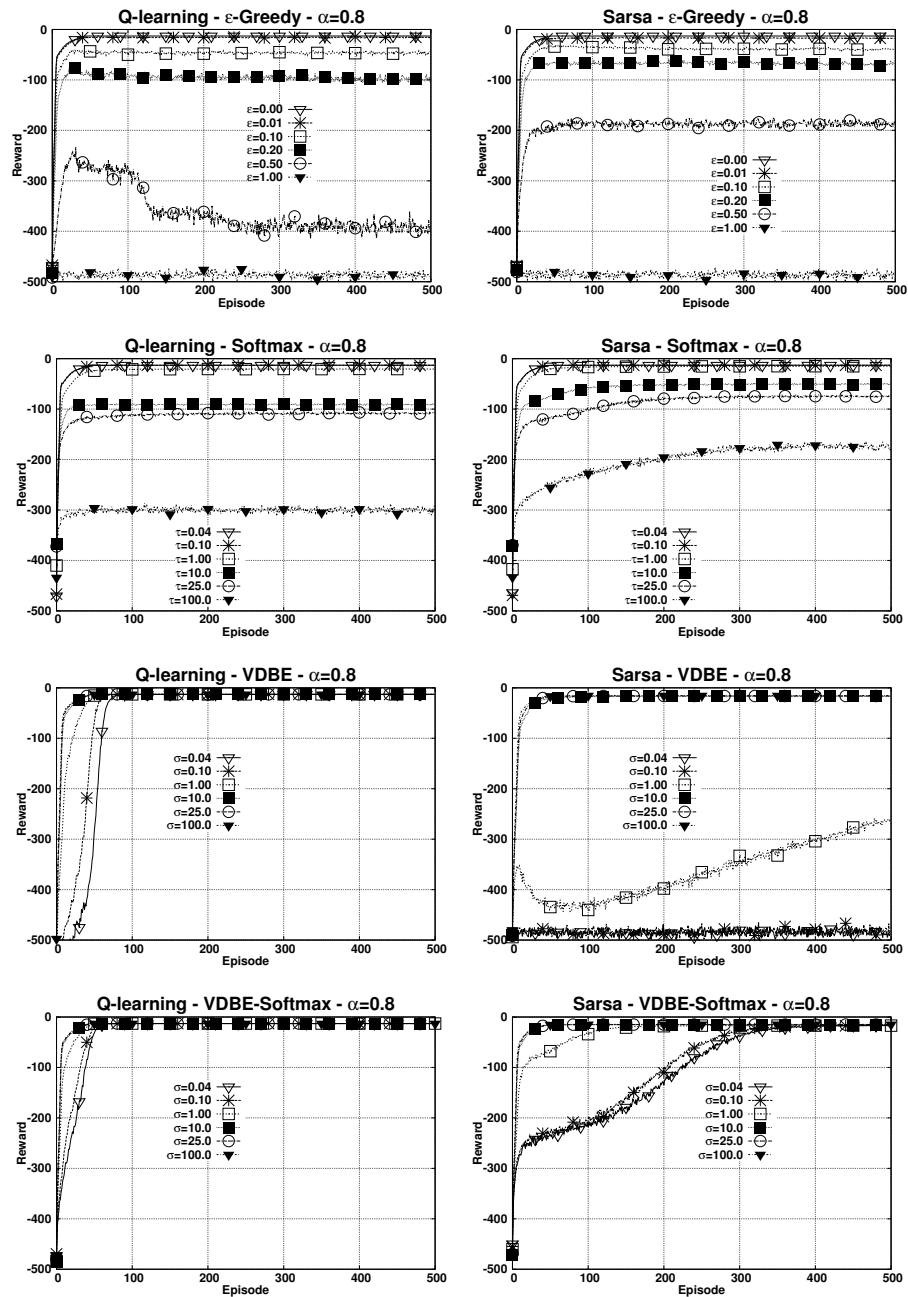 Q-learning - ε-Greedy - α=0.8
Reward
0
-100
-200
-300
-400
-500
ε=0.00
ε=0.01
ε=0.10
ε=0.20
ε=0.50
ε=1.00
0 100 200 300 400 500
Episode
Sarsa - ε-Greedy - α=0.8
Reward
0
-100
-200
-300
-400
-500
ε=0.00
ε=0.01
ε=0.10
ε=0.20
ε=0.50
ε=1.00
0 100 200 300 400 500
Episode
Q-learning - Softmax - α=0.8
Reward
0
-100
-200
-300
-400
-500
τ=0.04
τ=0.10
τ=1.00
τ=10.0
τ=25.0
τ=100.0
0 100 200 300 400 500
Episode
Sarsa - Softmax - α=0.8
Reward
0
-100
-200
-300
-400
-500
τ=0.04
τ=0.10
τ=1.00
τ=10.0
τ=25.0
τ=100.0
0 100 200 300 400 500
Episode
Q-learning - VDBE - α=0.8
Reward
0
-100
-200
-300
-400
-500
σ=0.04
σ=0.10
σ=1.00
σ=10.0
σ=25.0
σ=100.0
0 100 200 300 400 500
Episode
Sarsa - VDBE - α=0.8
Reward
0
-100
-200
-300
-400
-500
σ=0.04
σ=0.10
σ=1.00
σ=10.0
σ=25.0
σ=100.0
0 100 200 300 400 500
Episode
Q-learning - VDBE-Softmax - α=0.8
Reward
0
-100
-200
-300
-400
-500
σ=0.04
σ=0.10
σ=1.00
σ=10.0
σ=25.0
σ=100.0
0 100 200 300 400 500
Episode
Sarsa - VDBE-Softmax - α=0.8
Reward
0
-100
-200
-300
-400
-500
σ=0.04
σ=0.10
σ=1.00
σ=10.0
σ=25.0
σ=100.0
0 100 200 300 400 500
Episode